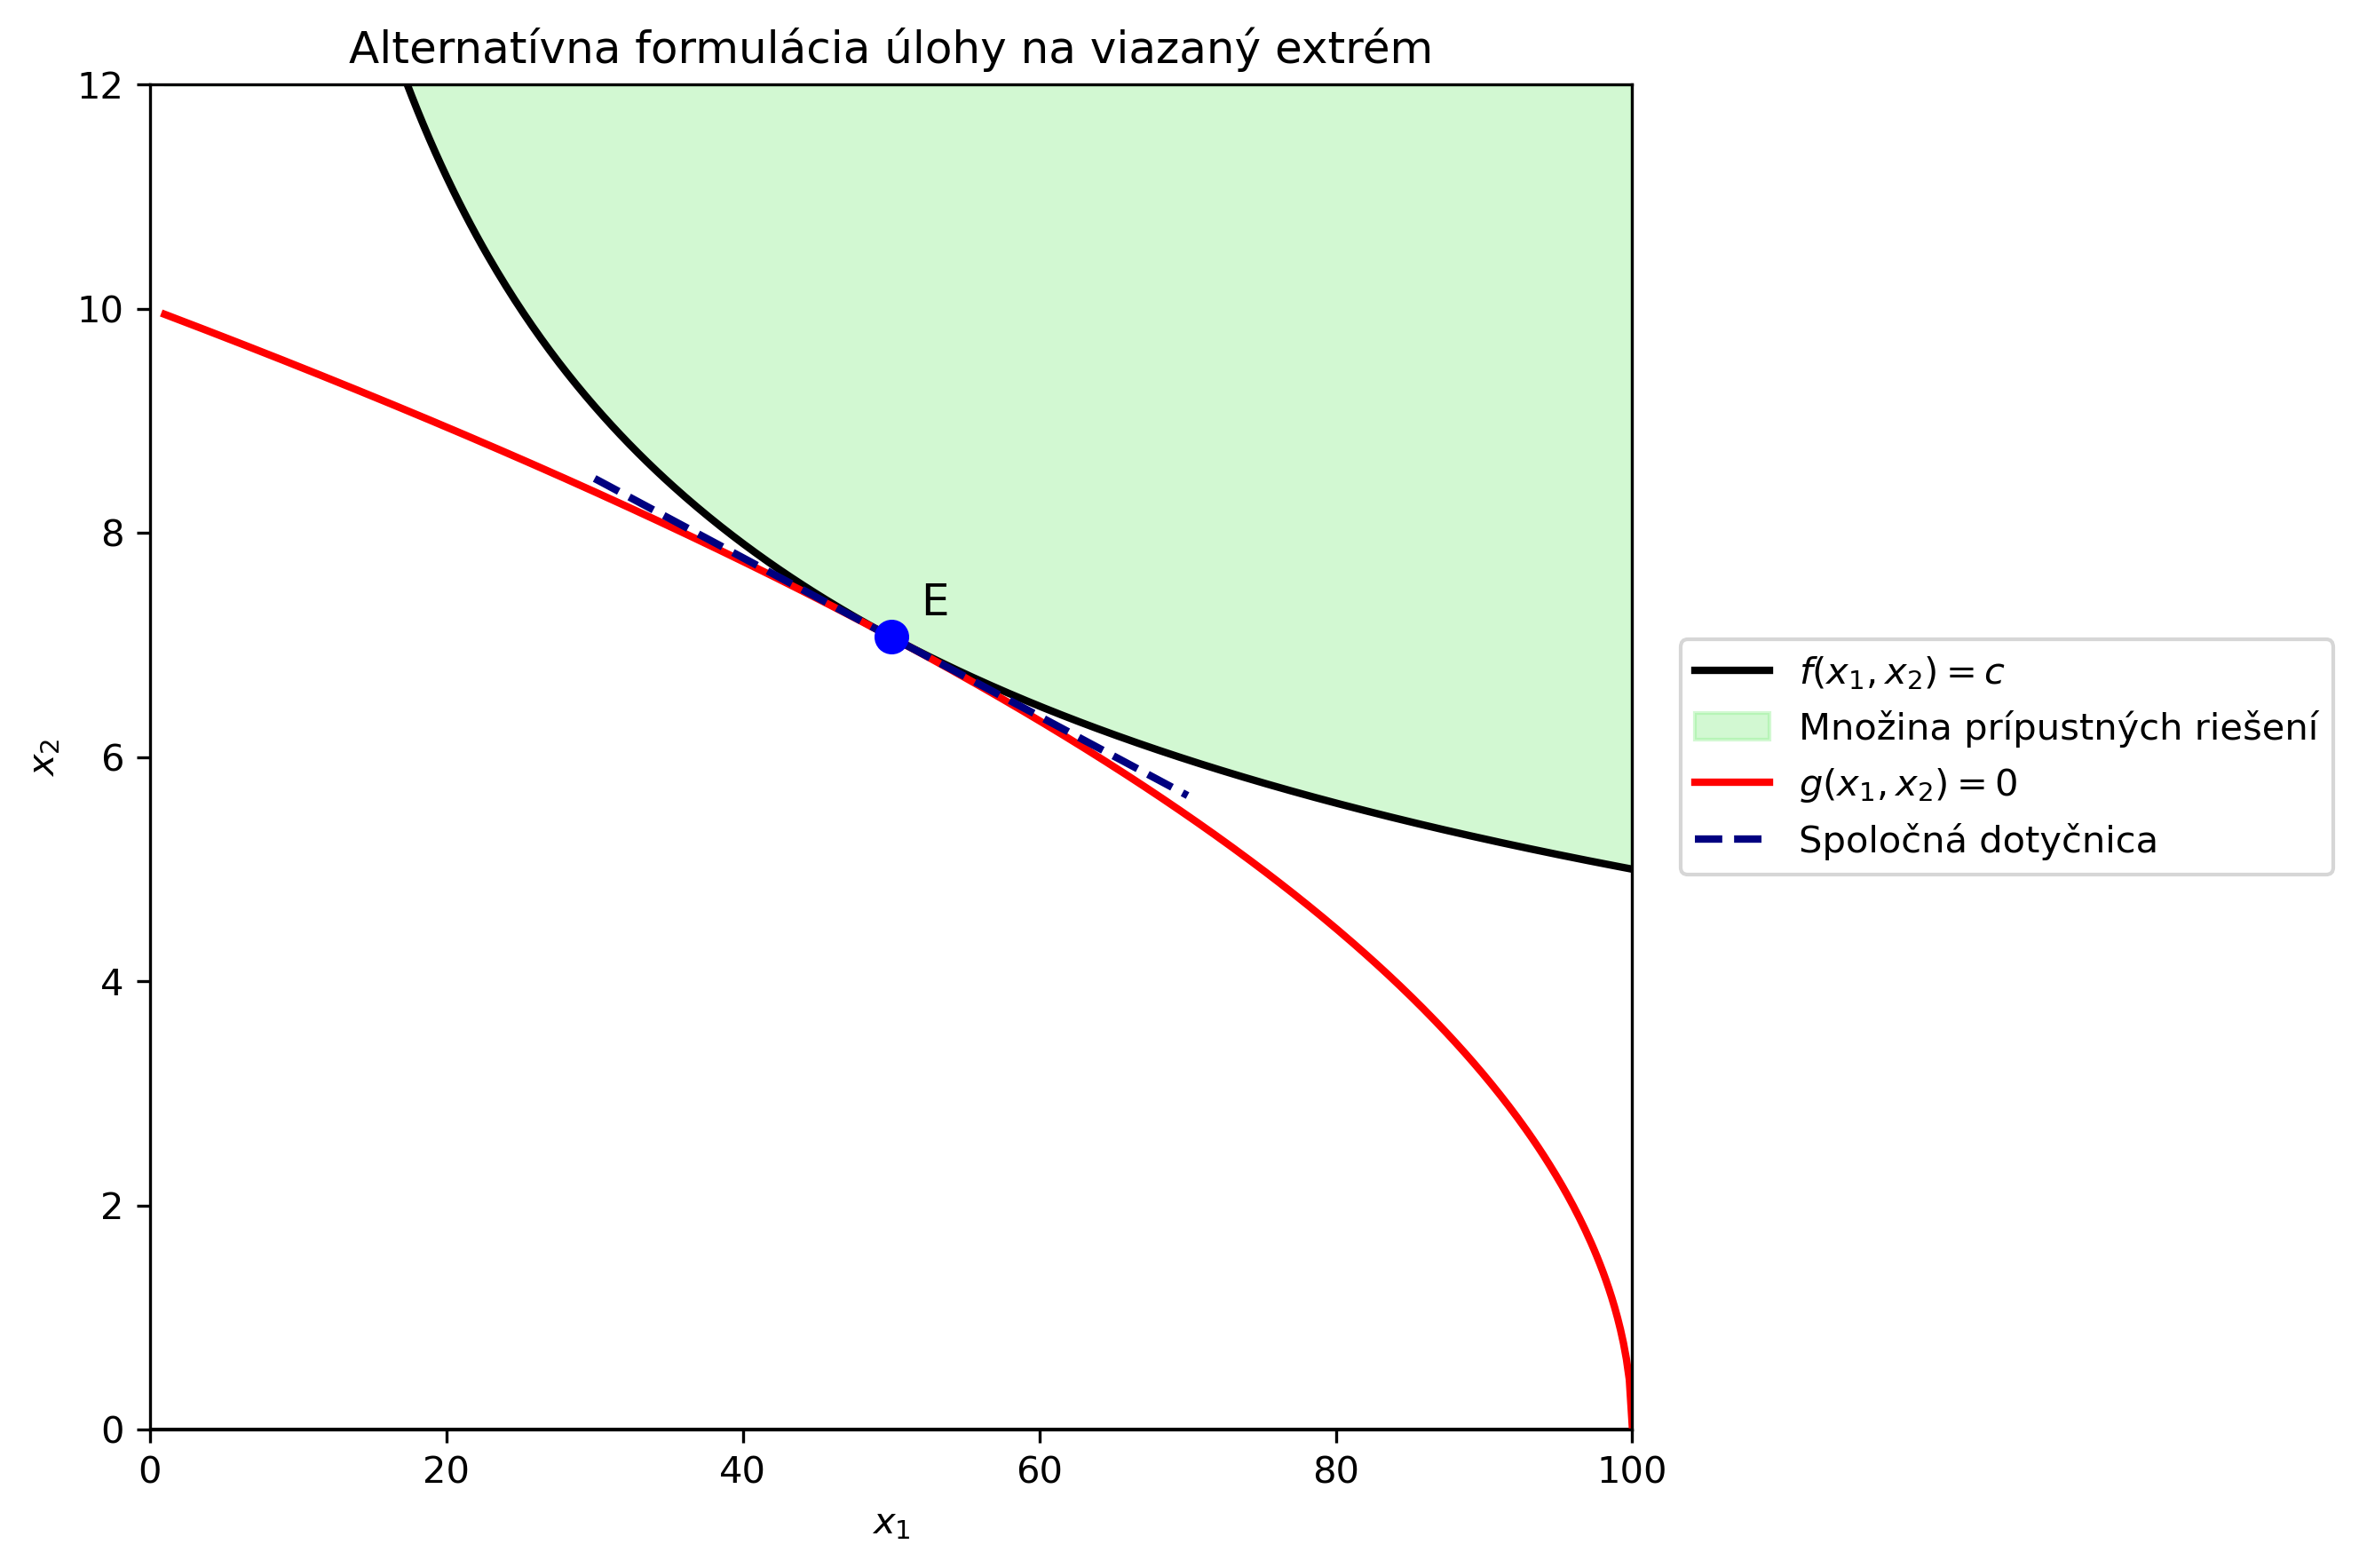 Alternatívna formulácia úlohy na viazaný extrém
12
10
8
6
4
2
0
x₂
0 20 40 60 80 100
x₁
E
f(x₁, x₂) = c
Množina prípustných riešení
g(x₁, x₂) = 0
Spoločná dotyčnica